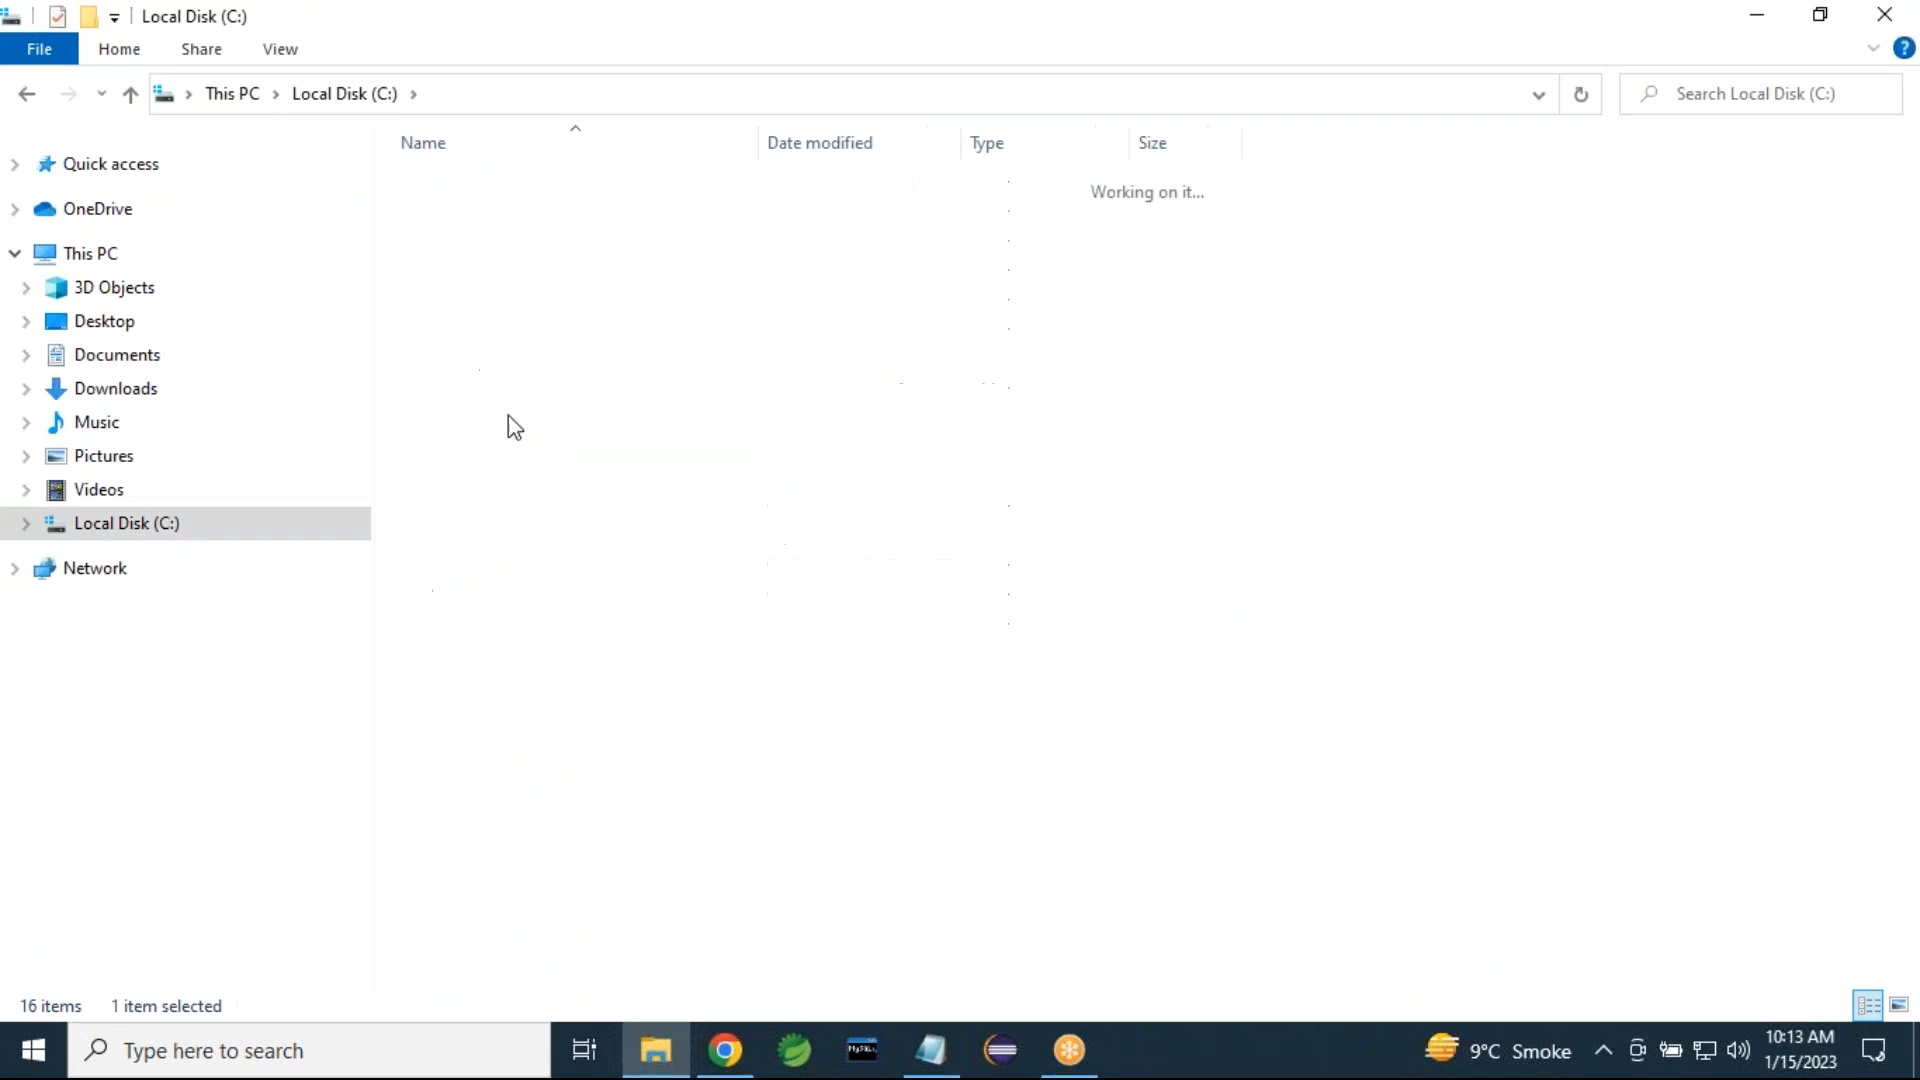 Local Disk (C:)
File Home Share View
This PC Local Disk (C:)
Search Local Disk (C:)
Name Date modified Type Size
Working on it...
Quick access
OneDrive
This PC
3D Objects
Desktop
Documents
Downloads
Music
Pictures
Videos
Local Disk (C:)
Network
16 items 1 item selected
Type here to search
MySQL
9°C Smoke
10:13 AM
1/15/2023